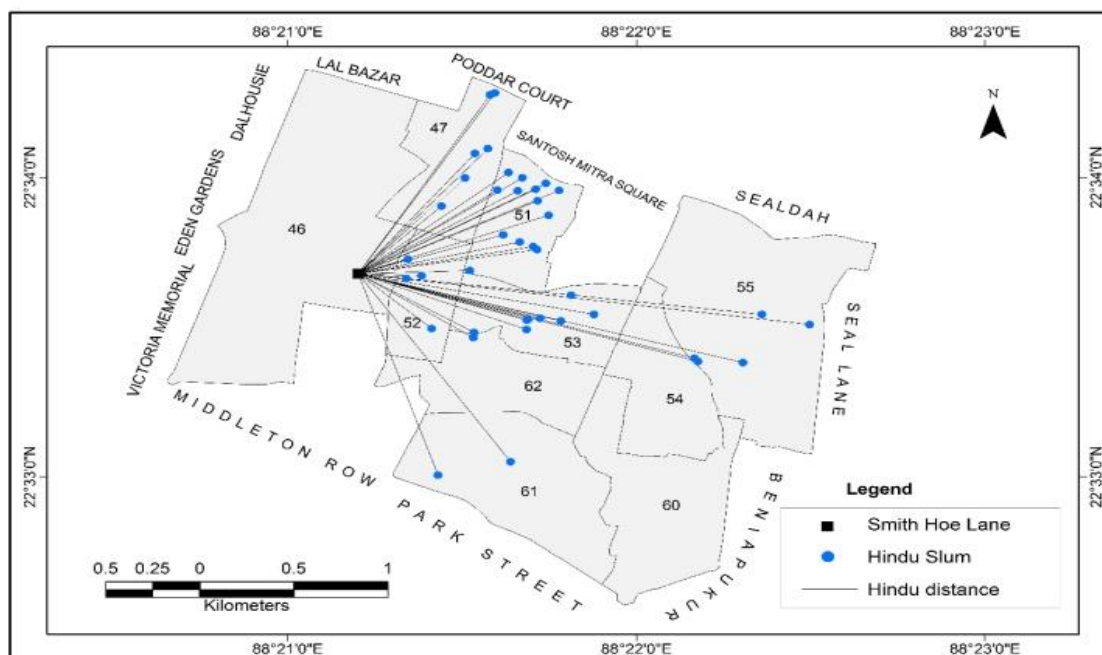 88°21'0"E 88°22'0"E 88°23'0"E
LAL BAZAR
PODDAR COURT
DALHOUSIE
EDEN GARDENS
VICTORIA MEMORIAL
SANTOSH MITRA SQUARE
SEALDAH
SEAL LANE
BENIAPUKUR
MIDDLETON ROW PARK STREET
N
22°34'0"N 22°34'0"N
22°33'0"N 22°33'0"N
47
51
46
55
52
53
62
54
61
60
Legend
Smith Hoe Lane
Hindu Slum
Hindu distance
0.5 0.25 0 0.5 1
Kilometers
88°21'0"E 88°22'0"E 88°23'0"E